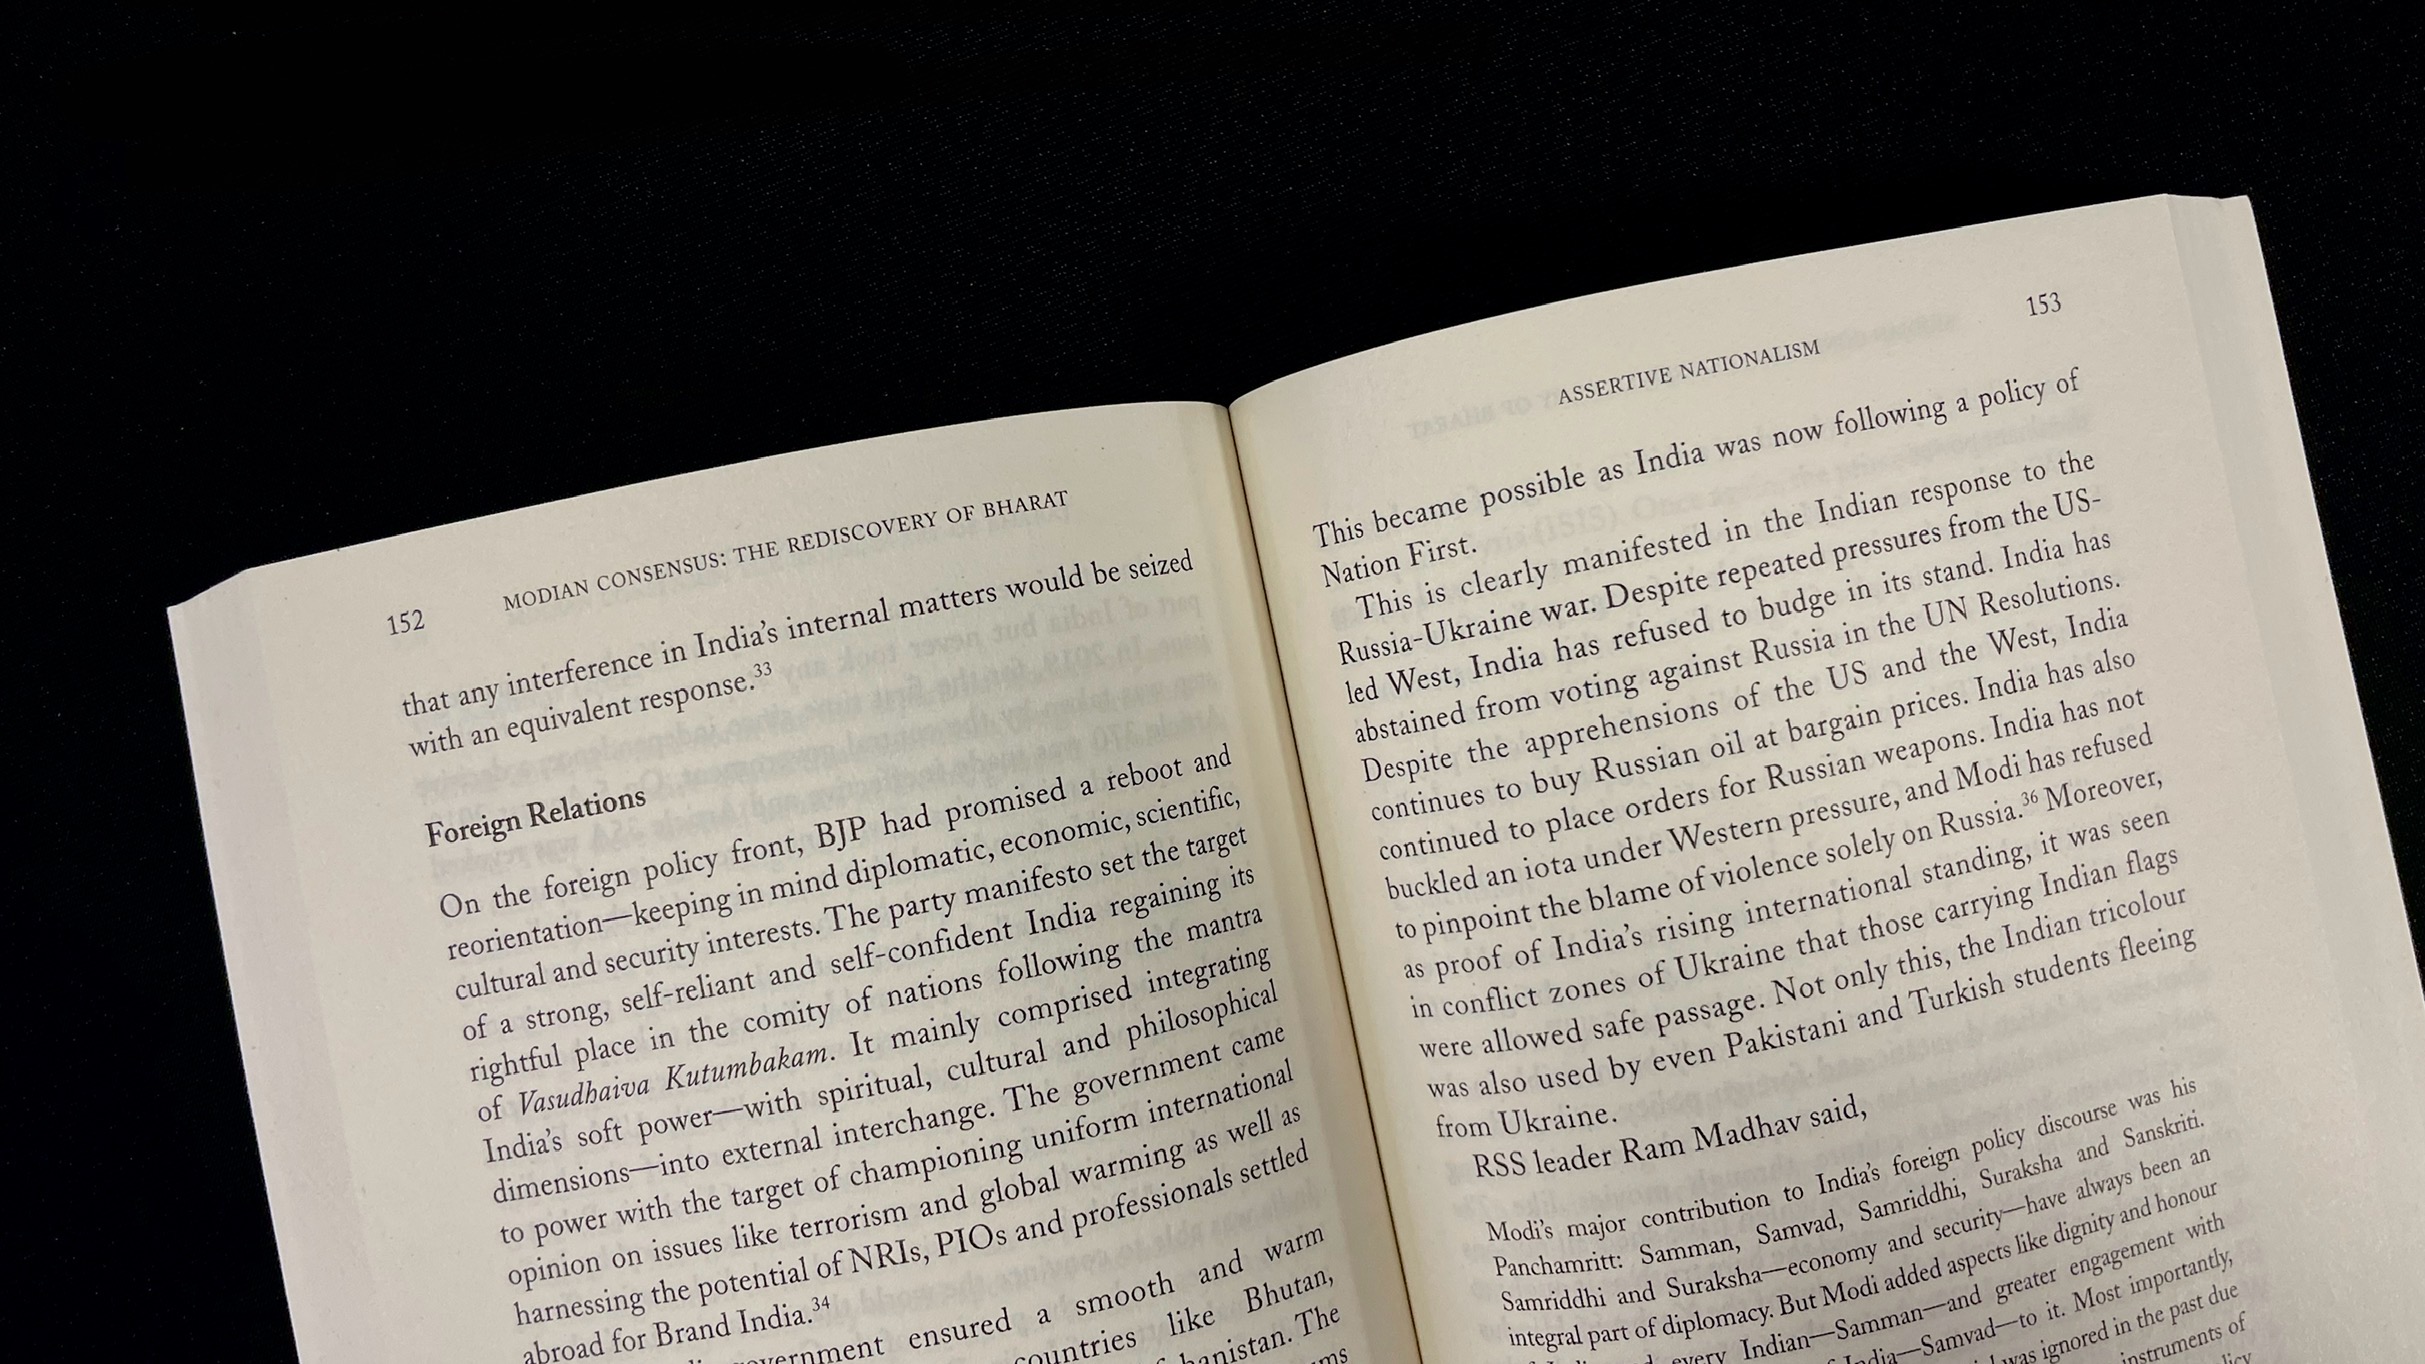 152
MODIAN CONSENSUS: THE REDISCOVERY OF BHARAT
that any interference in India's internal matters would be seized
with an equivalent response.33
Foreign Relations
On the foreign policy front, BJP had promised a reboot and
reorientation—keeping in mind diplomatic, economic, scientific,
cultural and security interests. The party manifesto set the target
of a strong, self-reliant and self-confident India regaining its
rightful place in the comity of nations following the mantra
of Vasudhaiva Kutumbakam. It mainly comprised integrating
India's soft power—with spiritual, cultural and philosophical
dimensions—into external interchange. The government came
to power with the target of championing uniform international
opinion on issues like terrorism and global warming as well as
harnessing the potential of NRIs, PIOs and professionals settled
abroad for Brand India.34
ensured a smooth and warm
countries like Bhutan,
The
153
ASSERTIVE NATIONALISM
This became possible as India was now following a policy of
Nation First.
This is clearly manifested in the Indian response to the
Russia-Ukraine war. Despite repeated pressures from the US-
led West, India has refused to budge in its stand. India has
abstained from voting against Russia in the UN Resolutions.
Despite the apprehensions of the US and the West, India
continues to buy Russian oil at bargain prices. India has also
continued to place orders for Russian weapons. India has not
buckled an iota under Western pressure, and Modi has refused
to pinpoint the blame of violence solely on Russia.36 Moreover,
as proof of India's rising international standing, it was seen
in conflict zones of Ukraine that those carrying Indian flags
were allowed safe passage. Not only this, the Indian tricolour
was also used by even Pakistani and Turkish students fleeing
from Ukraine.
RSS leader Ram Madhav said,
Modi's major contribution to India's foreign policy discourse was his
Panchamritt: Samman, Samvad, Samriddhi, Suraksha and Sanskriti.
Samriddhi and Suraksha—economy and security—have always been an
integral part of diplomacy. But Modi added aspects like dignity and honour
every Indian—Samman—and greater engagement with
India—Samvad—to it. Most importantly,
was ignored in the past due
instruments of